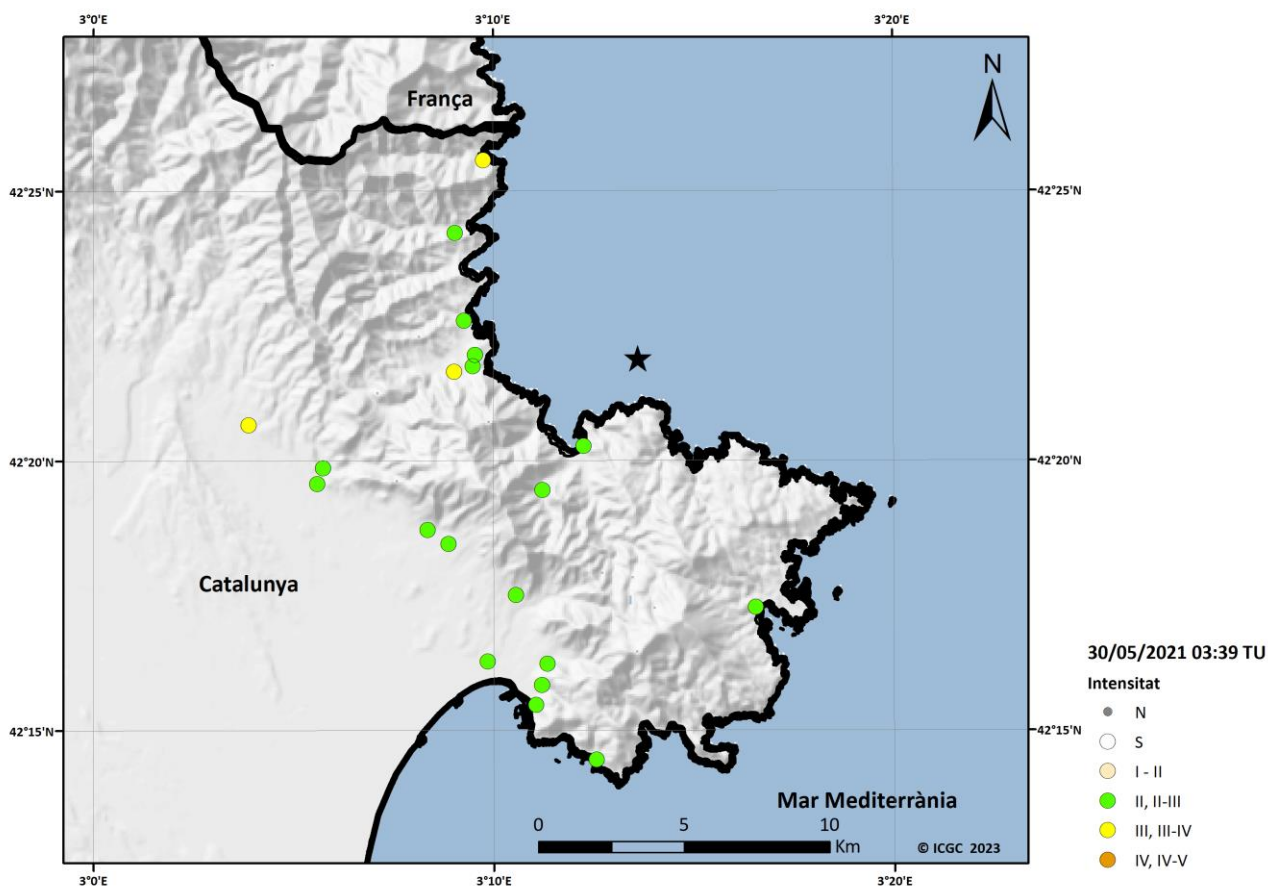 3°0'E 3°10'E 3°20'E
N
França
42°25'N 42°25'N
42°20'N 42°20'N
Catalunya
42°15'N 42°15'N
Mar Mediterrània
0 5 10
Km
© ICGC 2023
3°0'E 3°10'E 3°20'E
30/05/2021 03:39 TU
Intensitat
N
S
I - II
II, II-III
III, III-IV
IV, IV-V